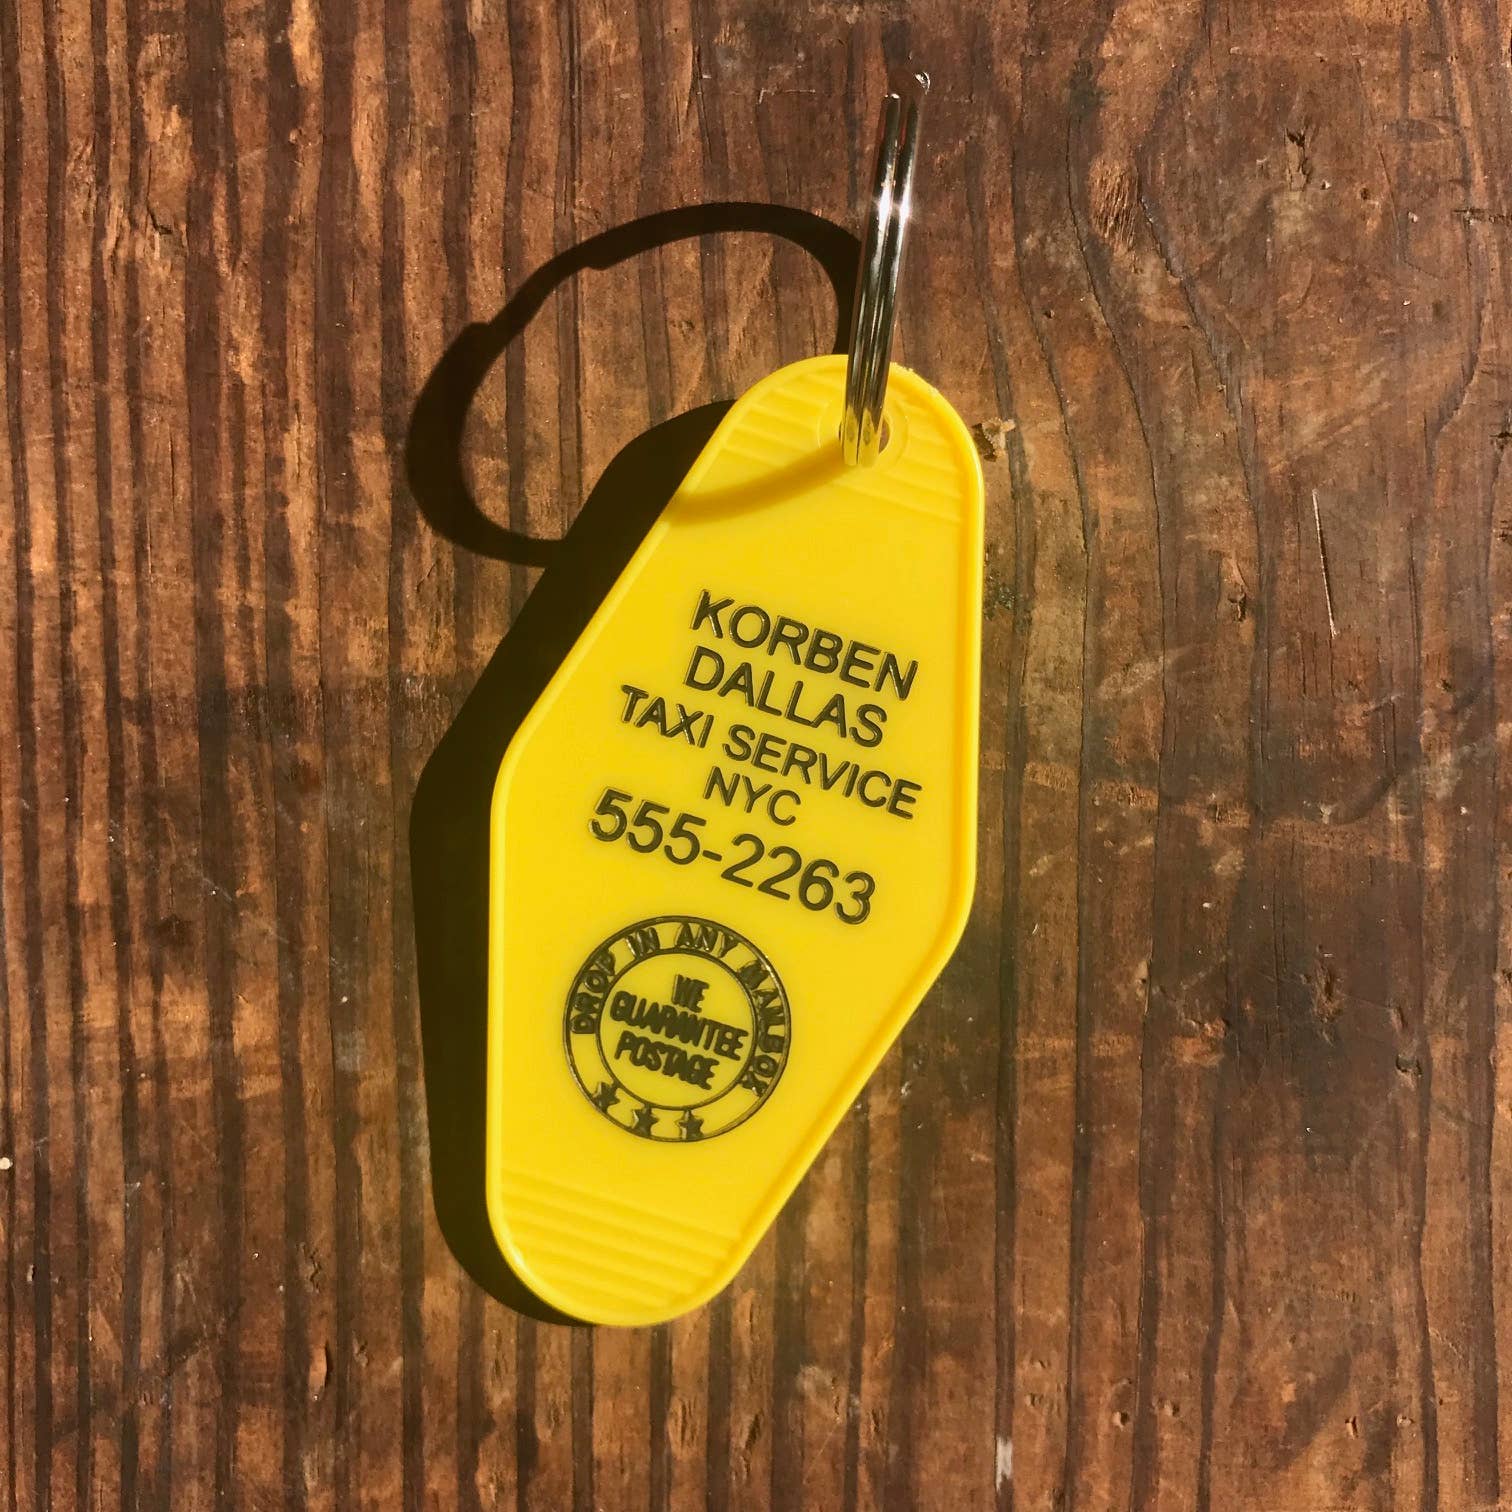 KORBEN
DALLAS
TAXI SERVICE
NYC
555-2263
DROP IN ANY MAILBOX
WE
GUARANTEE
POSTAGE